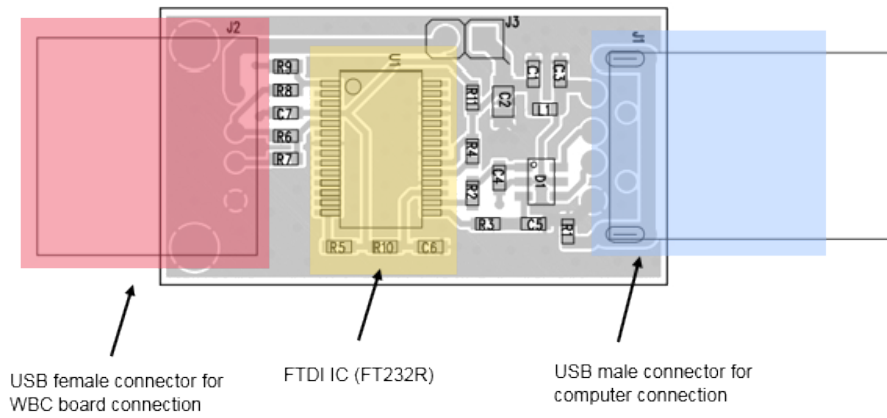 J2
J3
J1
U1
R9
R8
C7
R6
R7
R11
C2
C1
C3
L1
R4
R2
C4
D1
R3
C5
R1
R5
R10
C6
USB female connector for
WBC board connection
FTDI IC (FT232R)
USB male connector for
computer connection